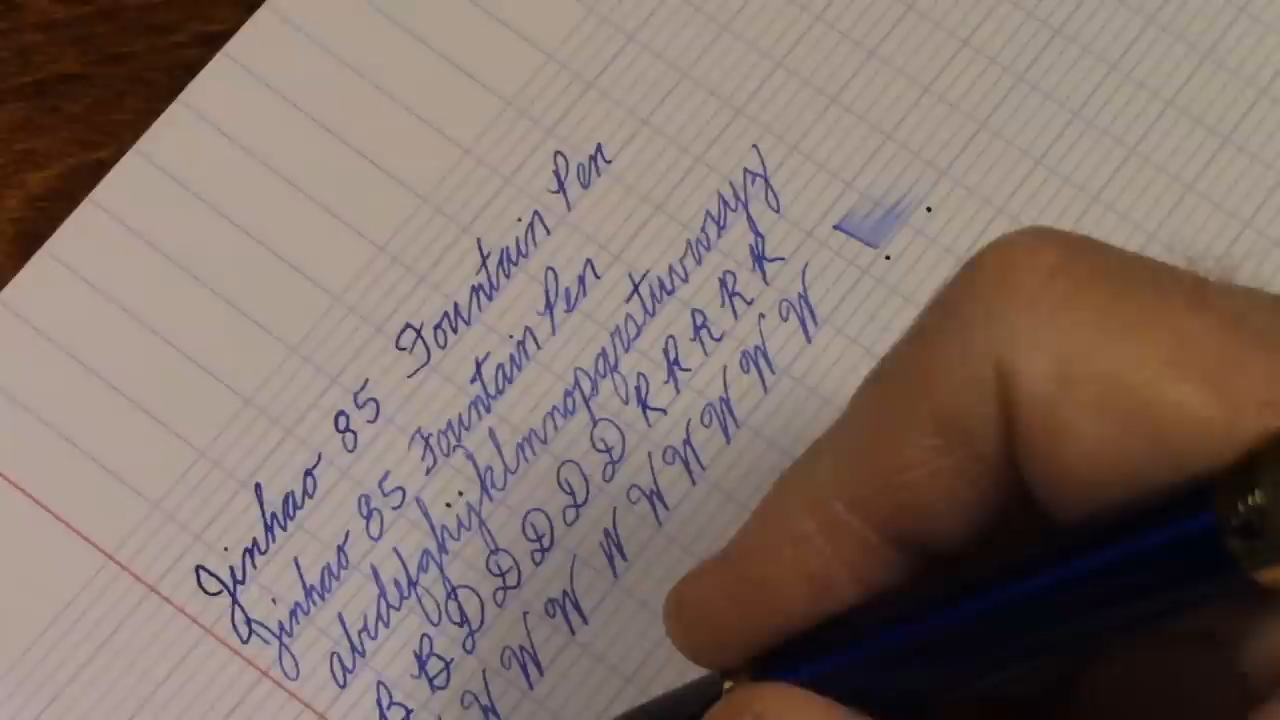 Jinhao 85 Fountain Pen
Jinhao 85 Fountain Pen
abcdefghijklmnopqrstuvwxyz
B B D D D D D R R R R R
W W W W W W W W W